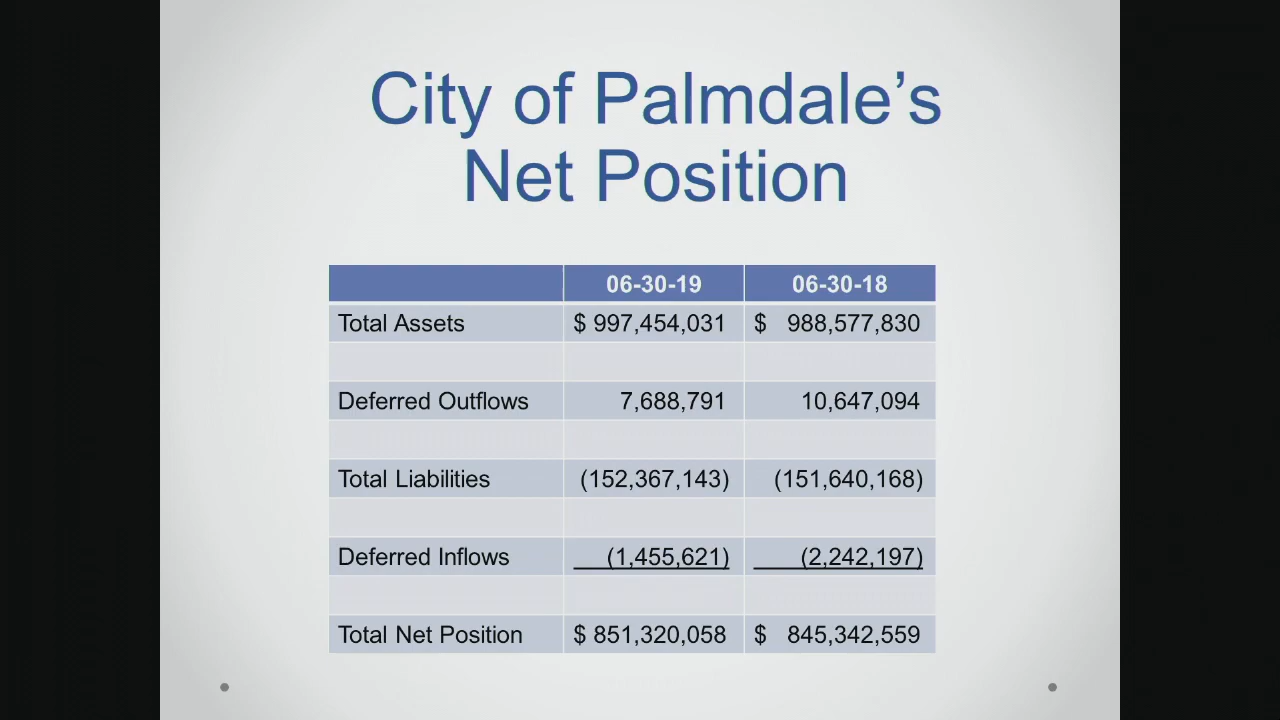 City of Palmdale’s
Net Position
06-30-19 06-30-18
Total Assets $ 997,454,031 $ 988,577,830
Deferred Outflows 7,688,791 10,647,094
Total Liabilities (152,367,143) (151,640,168)
Deferred Inflows (1,455,621) (2,242,197)
Total Net Position $ 851,320,058 $ 845,342,559